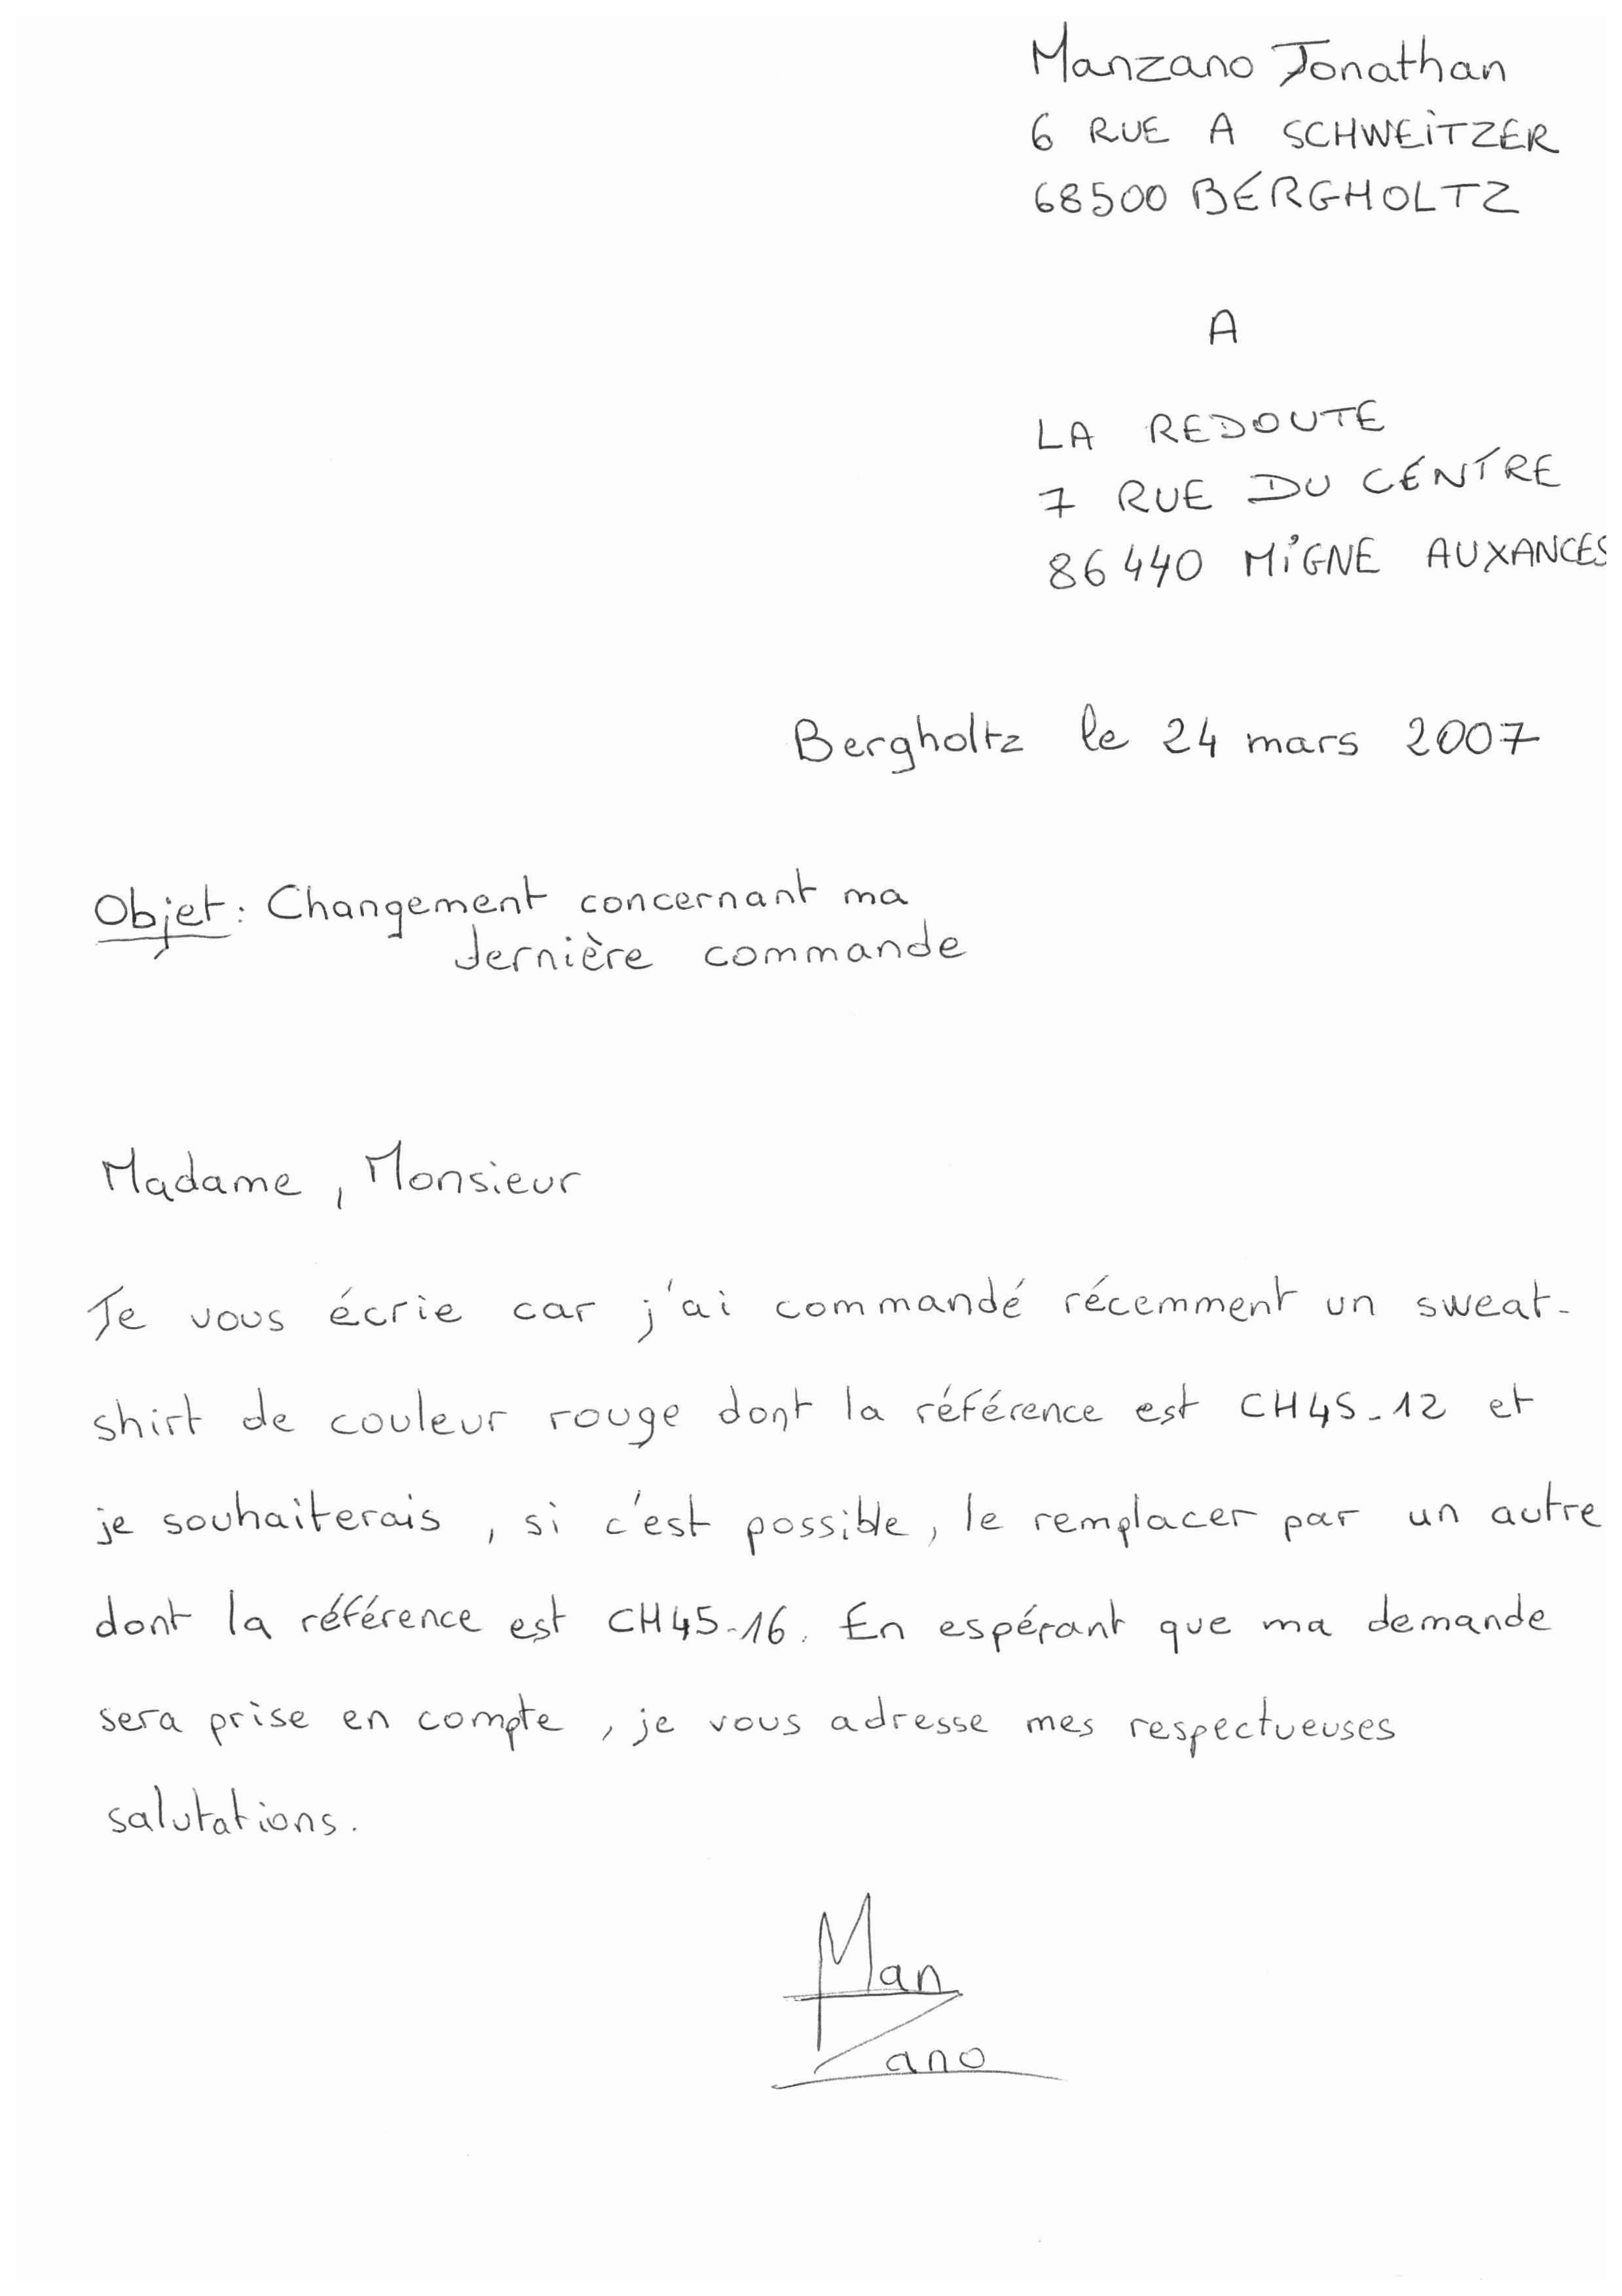 Manzano Jonathan
6 RUE A SCHWEITZER
68500 BERGHOLTZ
A
LA REDOUTE
7 RUE DU CENTRE
86440 MIGNE AUXANCES
Bergholtz le 24 mars 2007
Objet : Changement concernant ma
dernière commande
Madame, Monsieur
Je vous écrie car j'ai commandé récemment un sweat-
shirt de couleur rouge dont la référence est CH45-12 et
je souhaiterais, si c'est possible, le remplacer par un autre
dont la référence est CH45-16. En espérant que ma demande
sera prise en compte, je vous adresse mes respectueuses
salutations.
Man
Zano